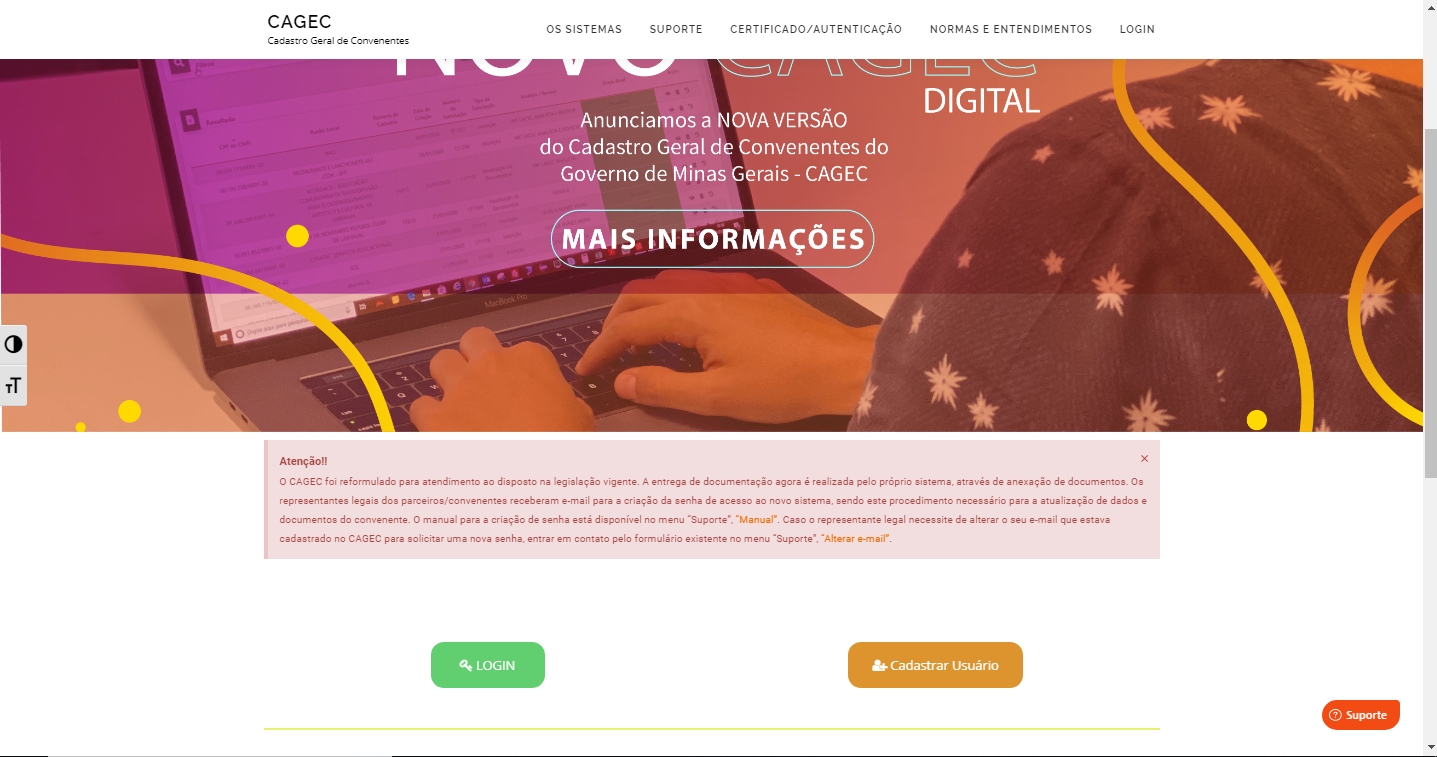 CAGEC
Cadastro Geral de Convenentes
OS SISTEMAS
SUPORTE
CERTIFICADO/AUTENTICAÇÃO
NORMAS E ENTENDIMENTOS
LOGIN
NOVO CAGEC
DIGITAL
Anunciamos a NOVA VERSÃO
do Cadastro Geral de Convenentes do
Governo de Minas Gerais - CAGEC
MAIS INFORMAÇÕES
Resultado
MacBook Pro
Atenção!!
×
O CAGEC foi reformulado para atendimento ao disposto na legislação vigente. A entrega de documentação agora é realizada pelo próprio sistema, através de anexação de documentos. Os
representantes legais dos parceiros/convenentes receberam e-mail para a criação da senha de acesso ao novo sistema, sendo este procedimento necessário para a atualização de dados e
documentos do convenente. O manual para a criação de senha está disponível no menu “Suporte”, “Manual”. Caso o representante legal necessite de alterar o seu e-mail que estava
cadastrado no CAGEC para solicitar uma nova senha, entrar em contato pelo formulário existente no menu “Suporte”, “Alterar e-mail”.
LOGIN
Cadastrar Usuário
Suporte